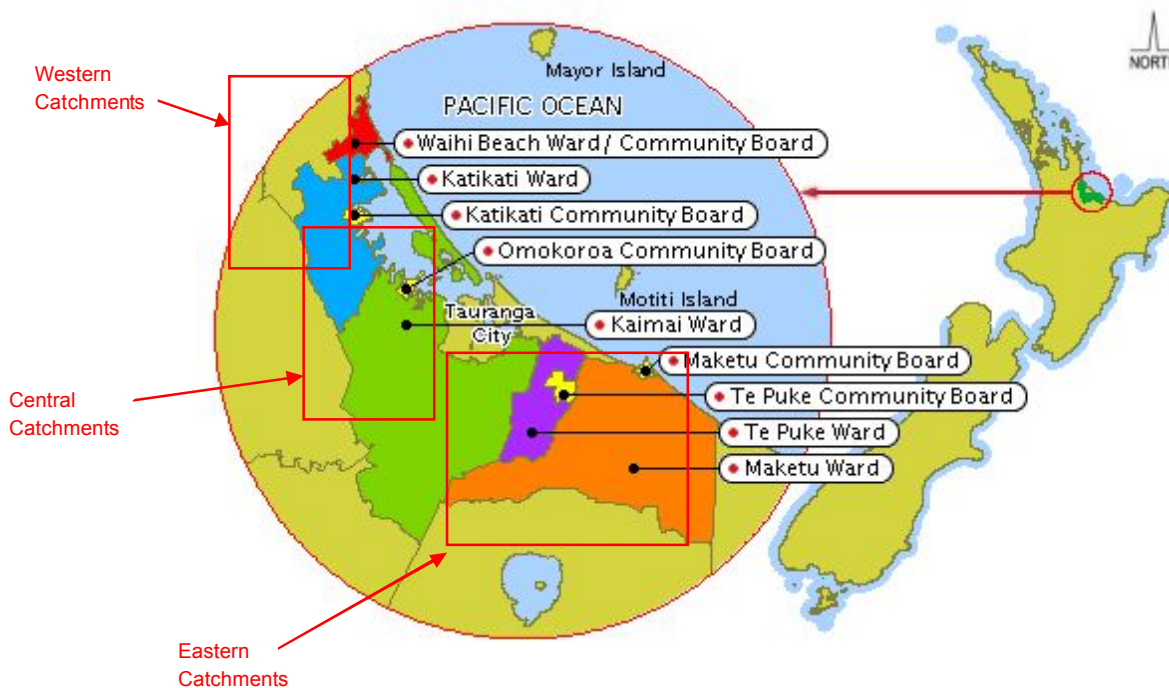 Western
Catchments
Mayor Island
NORTH
PACIFIC OCEAN
Waihi Beach Ward / Community Board
Katikati Ward
Katikati Community Board
Omokoroa Community Board
Motiti Island
Tauranga
City
Kaimai Ward
Maketu Community Board
Te Puke Community Board
Te Puke Ward
Maketu Ward
Central
Catchments
Eastern
Catchments